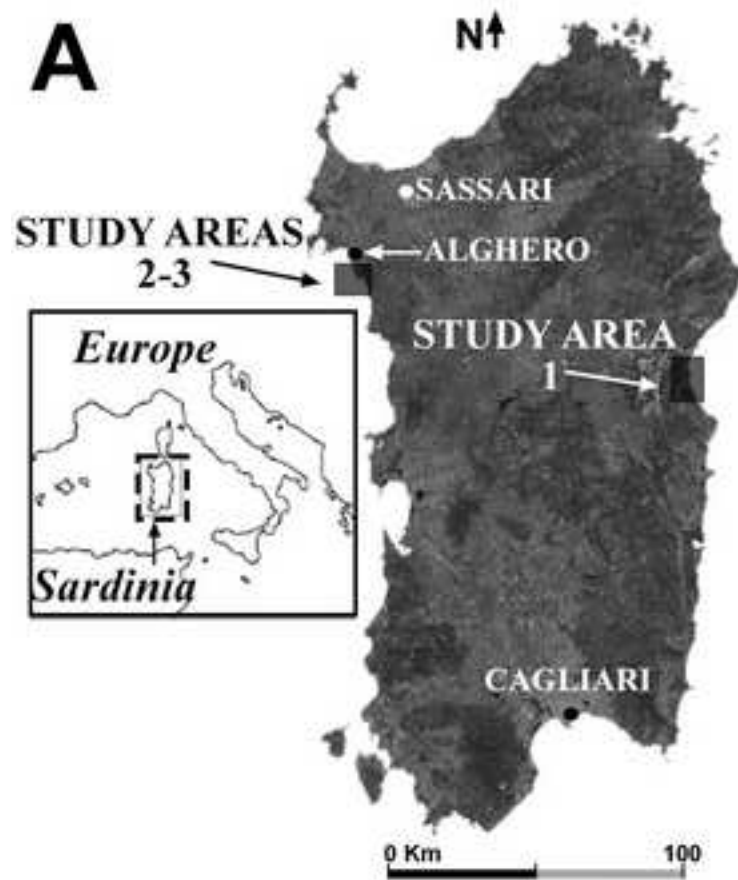 A
N
SASSARI
STUDY AREAS
2-3
ALGHERO
STUDY AREA
1
Europe
Sardinia
CAGLIARI
0 Km 100